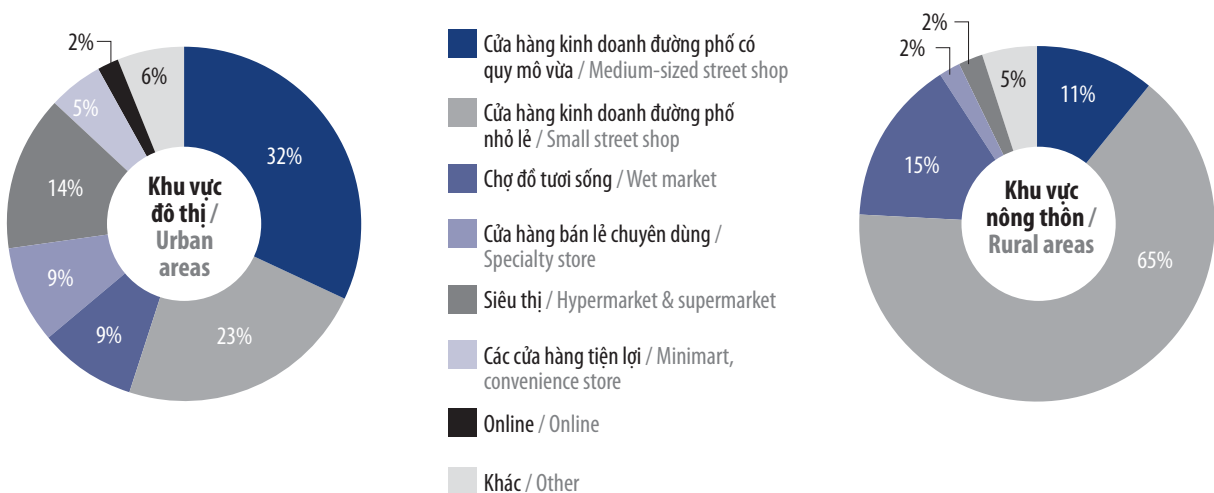 2%
6%
5%
32%
14%
9%
9%
23%
Khu vực
đô thị /
Urban
areas
Cửa hàng kinh doanh đường phố có
quy mô vừa / Medium-sized street shop
Cửa hàng kinh doanh đường phố
nhỏ lẻ / Small street shop
Chợ đồ tươi sống / Wet market
Cửa hàng bán lẻ chuyên dùng /
Specialty store
Siêu thị / Hypermarket & supermarket
Các cửa hàng tiện lợi / Minimart,
convenience store
Online / Online
Khác / Other
2%
2%
5%
11%
15%
65%
Khu vực
nông thôn /
Rural areas